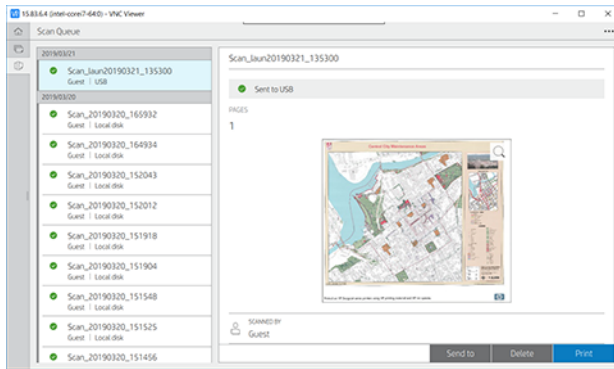 15.83.6.4 (intel-corei7-64:0) - VNC Viewer
Scan Queue
2019/03/21
Scan_laun20190321_135300
Guest | USB
2019/03/20
Scan_20190320_165932
Guest | Local disk
Scan_20190320_164934
Guest | Local disk
Scan_20190320_152043
Guest | Local disk
Scan_20190320_152012
Guest | Local disk
Scan_20190320_151918
Guest | Local disk
Scan_20190320_151904
Guest | Local disk
Scan_20190320_151548
Guest | Local disk
Scan_20190320_151525
Guest | Local disk
Scan_20190320_151456
Scan_laun20190321_135300
Sent to USB
PAGES
1
Central City Maintenance Areas
SCANNED BY
Guest
Send to
Delete
Print